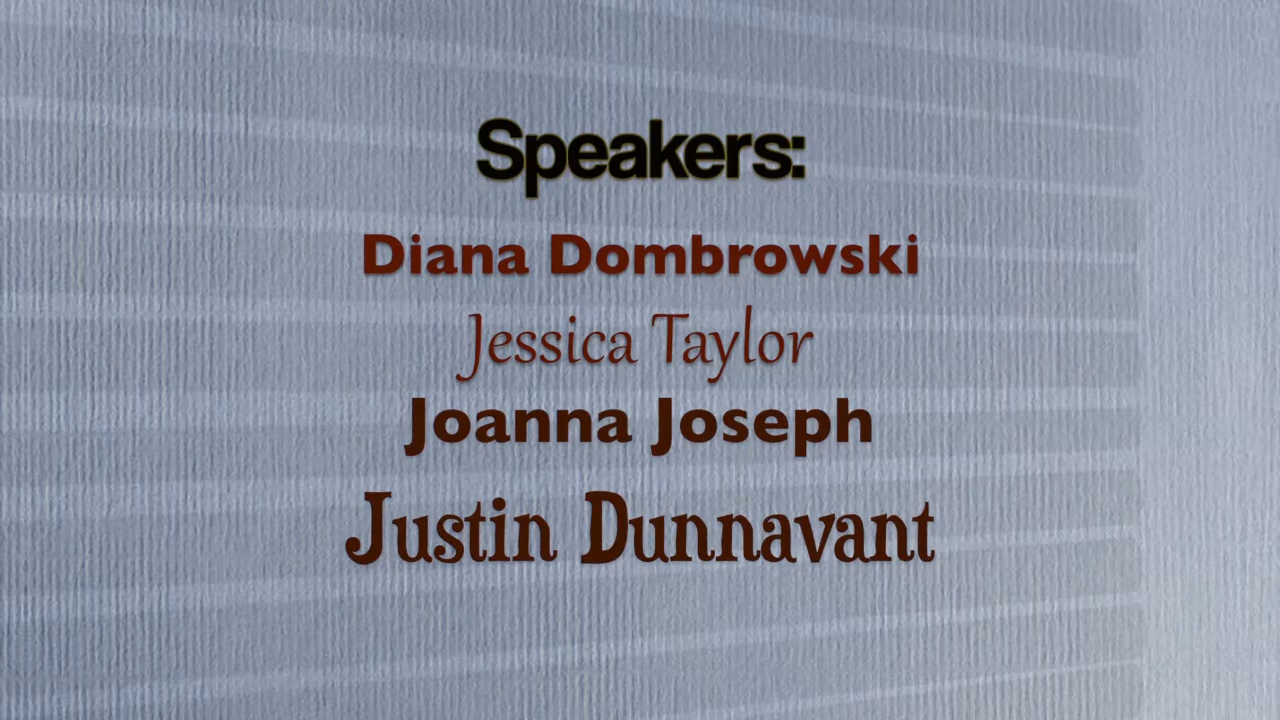 Speakers:
Diana Dombrowski
Jessica Taylor
Joanna Joseph
Justin Dunnavant